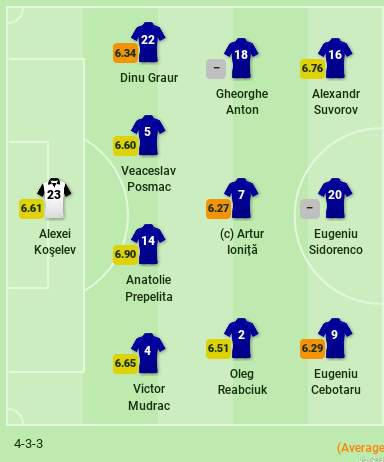 22
6.34
Dinu Graur
18
–
Gheorghe
Anton
16
6.76
Alexandr
Suvorov
5
6.60
Veaceslav
Posmac
23
6.61
Alexei
Koşelev
7
6.27
(c) Artur
Ioniță
20
–
Eugeniu
Sidorenco
14
6.90
Anatolie
Prepelita
4
6.65
Victor
Mudrac
2
6.51
Oleg
Reabciuk
9
6.29
Eugeniu
Cebotaru
4-3-3
(Average